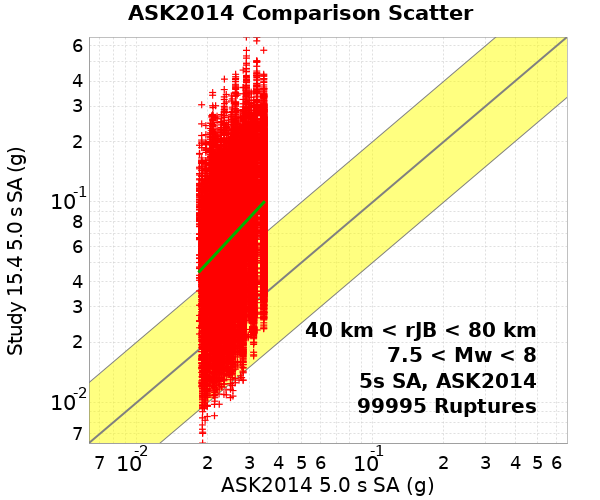 ASK2014 Comparison Scatter
6
4
3
2
10-1
8
6
4
3
2
10-2
7
Study 15.4 5.0 s SA (g)
40 km < rJB < 80 km
7.5 < Mw < 8
5s SA, ASK2014
99995 Ruptures
7 10-2 2 3 4 5 6 10-1 2 3 4 5 6
ASK2014 5.0 s SA (g)